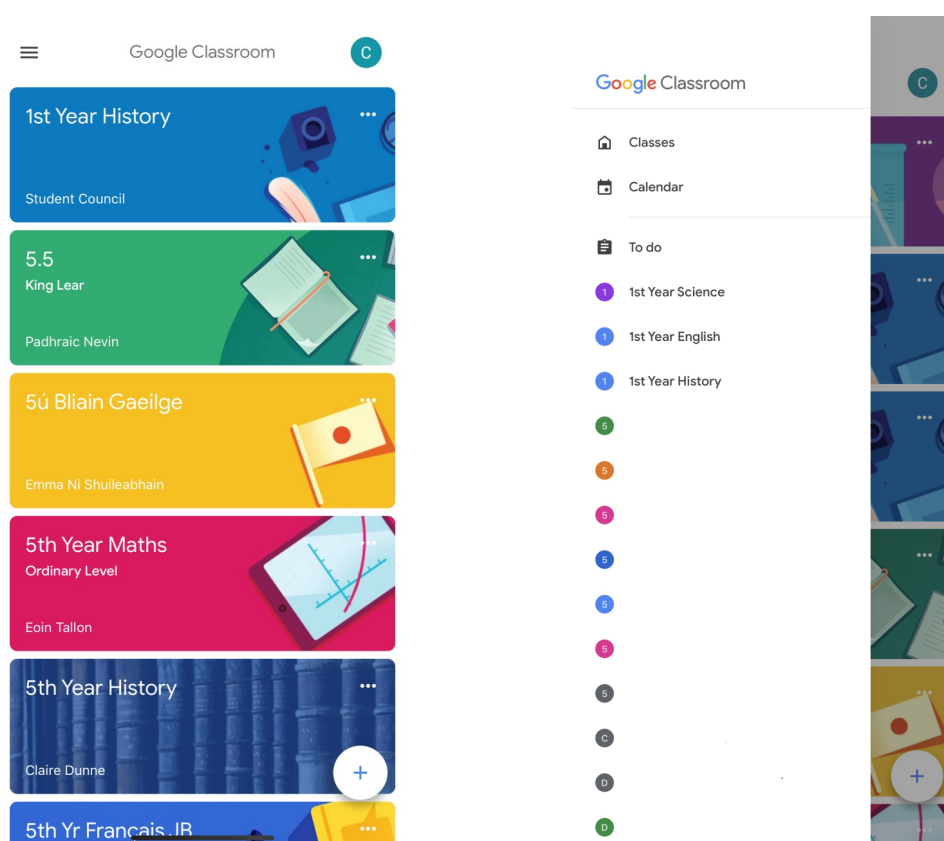 Google Classroom
C
1st Year History
Student Council
5.5
King Lear
Padhraic Nevin
5ú Bliain Gaeilge
Emma Ni Shuileabhain
5th Year Maths
Ordinary Level
Eoin Tallon
5th Year History
Claire Dunne
+
5th Yr Francais JB
Google Classroom
C
Classes
Calendar
To do
1 1st Year Science
1 1st Year English
1 1st Year History
5
5
5
5
5
5
5
C
D
D
+